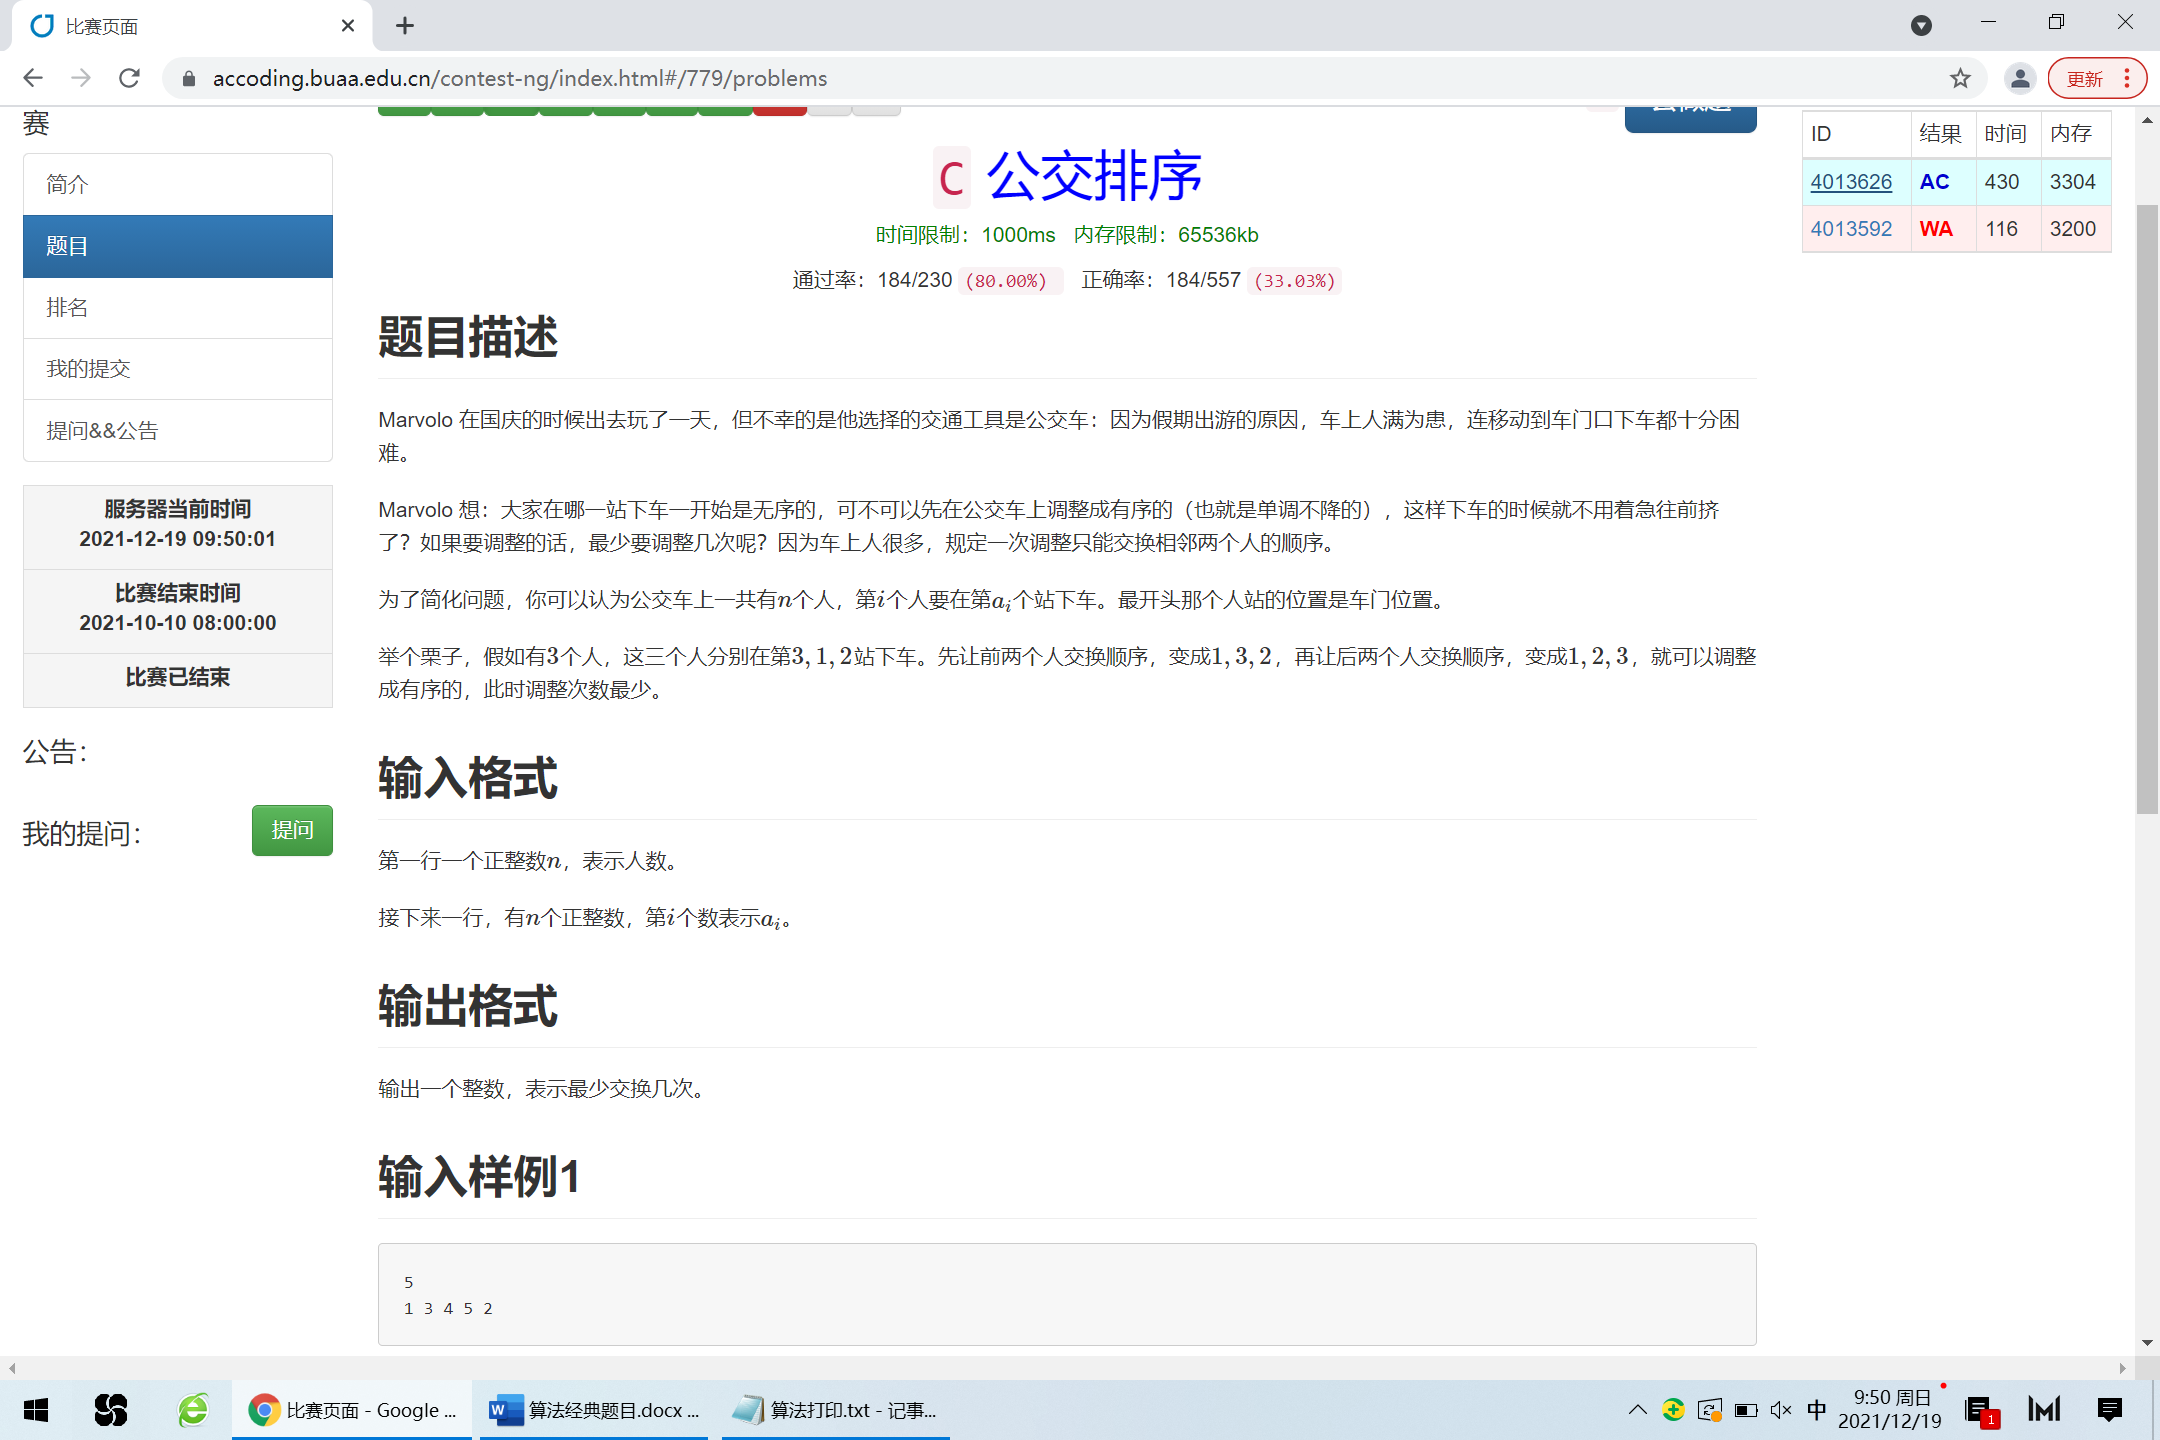 比赛页面
accoding.buaa.edu.cn/contest-ng/index.html#/779/problems
更新
赛
简介
题目
排名
我的提交
提问&&公告
服务器当前时间
2021-12-19 09:50:01
比赛结束时间
2021-10-10 08:00:00
比赛已结束
公告：
我的提问：
提问
C 公交排序
时间限制：1000ms 内存限制：65536kb
通过率：184/230 (80.00%) 正确率：184/557 (33.03%)
题目描述
Marvolo 在国庆的时候出去玩了一天，但不幸的是他选择的交通工具是公交车：因为假期出游的原因，车上人满为患，连移动到车门口下车都十分困
难。
Marvolo 想：大家在哪一站下车一开始是无序的，可不可以先在公交车上调整成有序的（也就是单调不降的），这样下车的时候就不用着急往前挤
了？如果要调整的话，最少要调整几次呢？因为车上人很多，规定一次调整只能交换相邻两个人的顺序。
为了简化问题，你可以认为公交车上一共有n个人，第i个人要在第a_i个站下车。最开头那个人站的位置是车门位置。
举个栗子，假如有3个人，这三个人分别在第3,1,2站下车。先让前两个人交换顺序，变成1,3,2，再让后两个人交换顺序，变成1,2,3，就可以调整
成有序的，此时调整次数最少。
输入格式
第一行一个正整数n，表示人数。
接下来一行，有n个正整数，第i个数表示a_i。
输出格式
输出一个整数，表示最少交换几次。
输入样例1
5
1 3 4 5 2
ID 结果 时间 内存
4013626 AC 430 3304
4013592 WA 116 3200
比赛页面 - Google ...
算法经典题目.docx ...
算法打印.txt - 记事...
中
9:50 周日
2021/12/19
1